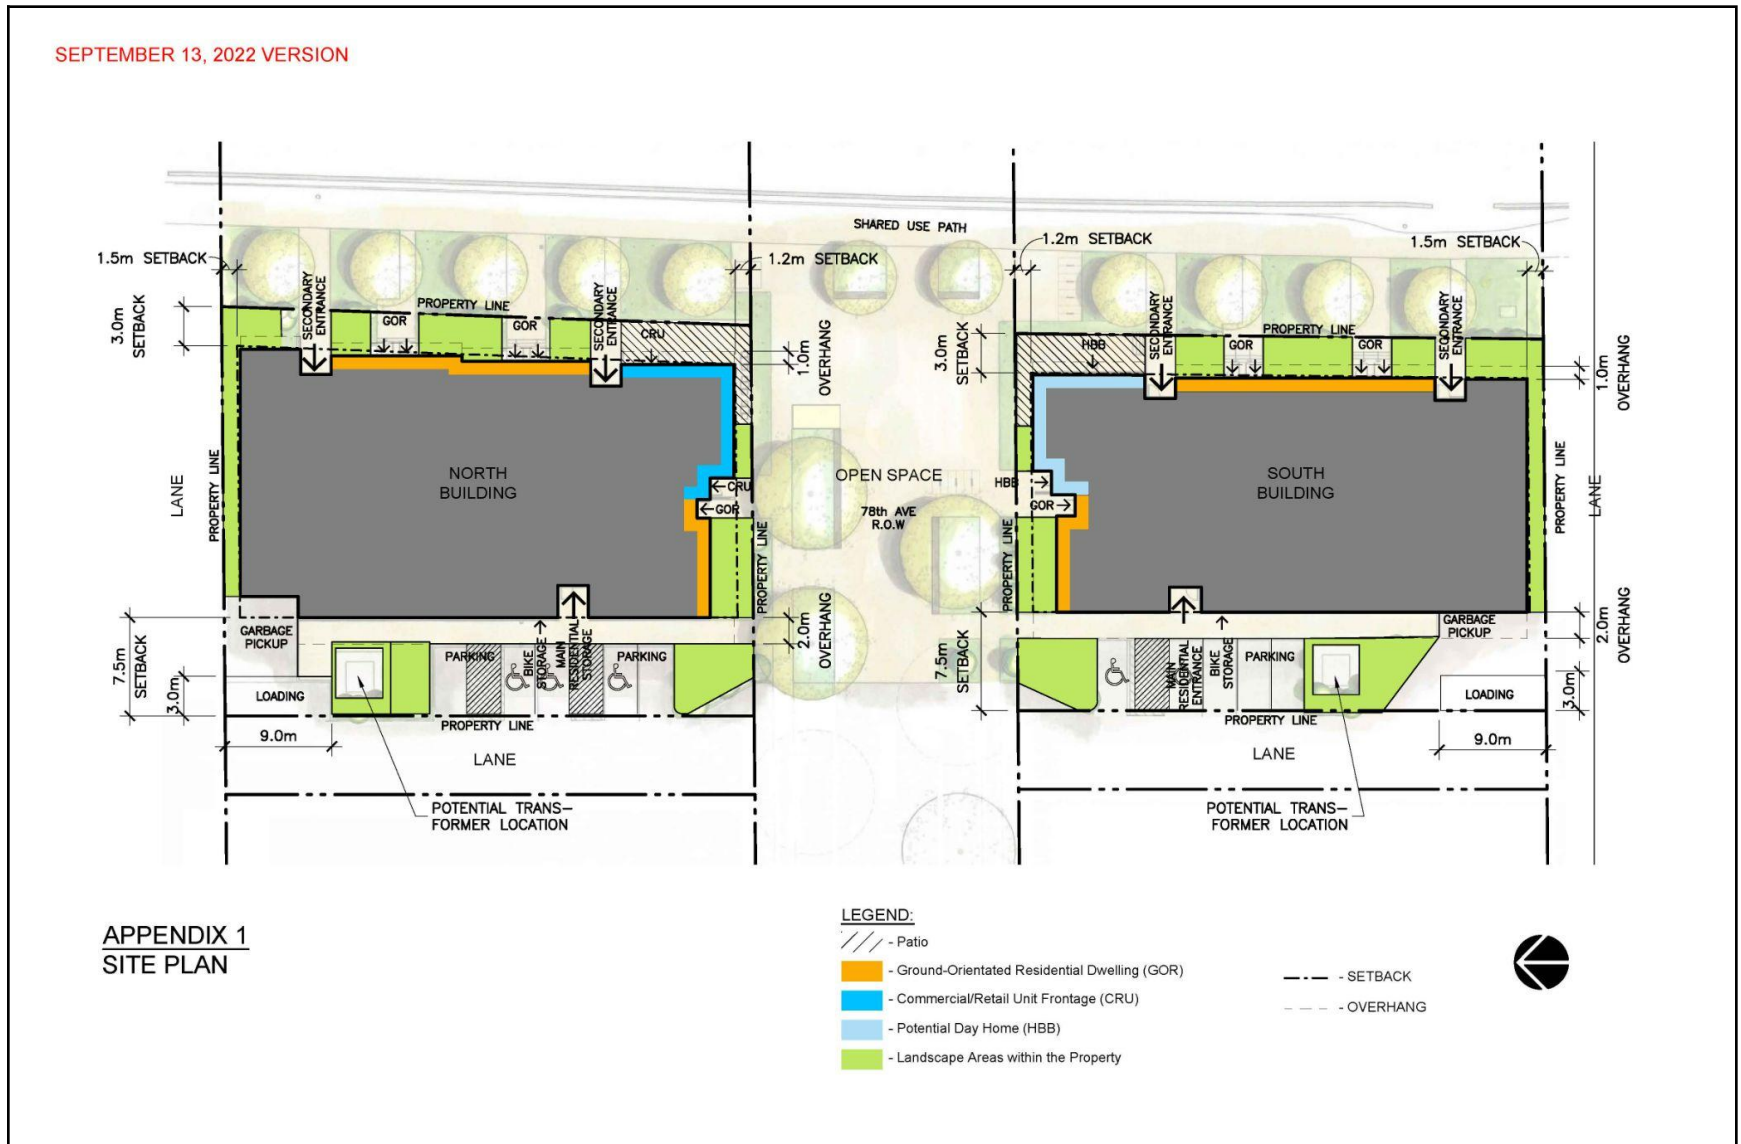 SEPTEMBER 13, 2022 VERSION
SHARED USE PATH
1.5m SETBACK
1.2m SETBACK
1.2m SETBACK
1.5m SETBACK
3.0m
SETBACK
SECONDARY
ENTRANCE
PROPERTY LINE
GOR
GOR
SECONDARY
ENTRANCE
CRU
1.0m
OVERHANG
3.0m
SETBACK
HBB
SECONDARY
ENTRANCE
PROPERTY LINE
GOR
GOR
SECONDARY
ENTRANCE
1.0m
OVERHANG
LANE
PROPERTY LINE
NORTH
BUILDING
CRU
GOR
PROPERTY LINE
OPEN SPACE
78th AVE
R.O.W
HBB
GOR
PROPERTY LINE
SOUTH
BUILDING
PROPERTY LINE
LANE
7.5m
SETBACK
3.0m
GARBAGE
PICKUP
LOADING
PARKING
BIKE
STORAGE
MAIN
RESIDENTIAL
STORAGE
PARKING
2.0m
OVERHANG
PROPERTY LINE
9.0m
LANE
POTENTIAL TRANS-
FORMER LOCATION
7.5m
SETBACK
MAIN
RESIDENTIAL
ENTRANCE
BIKE
STORAGE
PARKING
GARBAGE
PICKUP
LOADING
2.0m
OVERHANG
3.0m
PROPERTY LINE
9.0m
LANE
POTENTIAL TRANS-
FORMER LOCATION
APPENDIX 1
SITE PLAN
LEGEND:
- Patio
- Ground-Orientated Residential Dwelling (GOR)
- Commercial/Retail Unit Frontage (CRU)
- Potential Day Home (HBB)
- Landscape Areas within the Property
- SETBACK
- OVERHANG